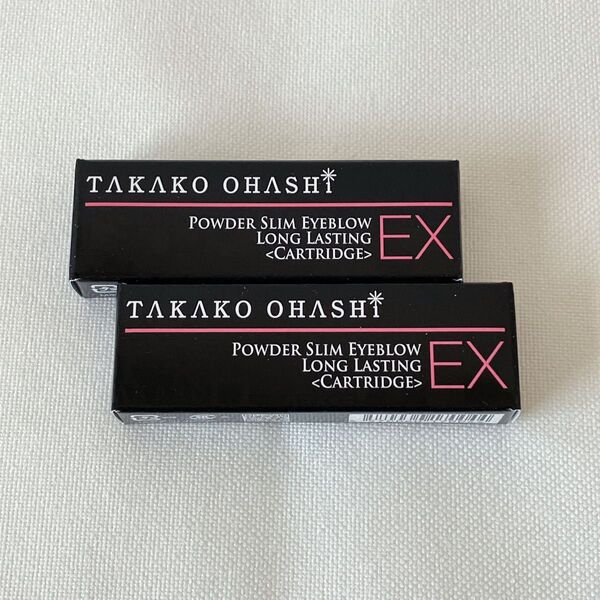 TAKAKO OHASHI
POWDER SLIM EYEBLOW
LONG LASTING
<CARTRIDGE>
EX
TAKAKO OHASHI
POWDER SLIM EYEBLOW
LONG LASTING
<CARTRIDGE>
EX